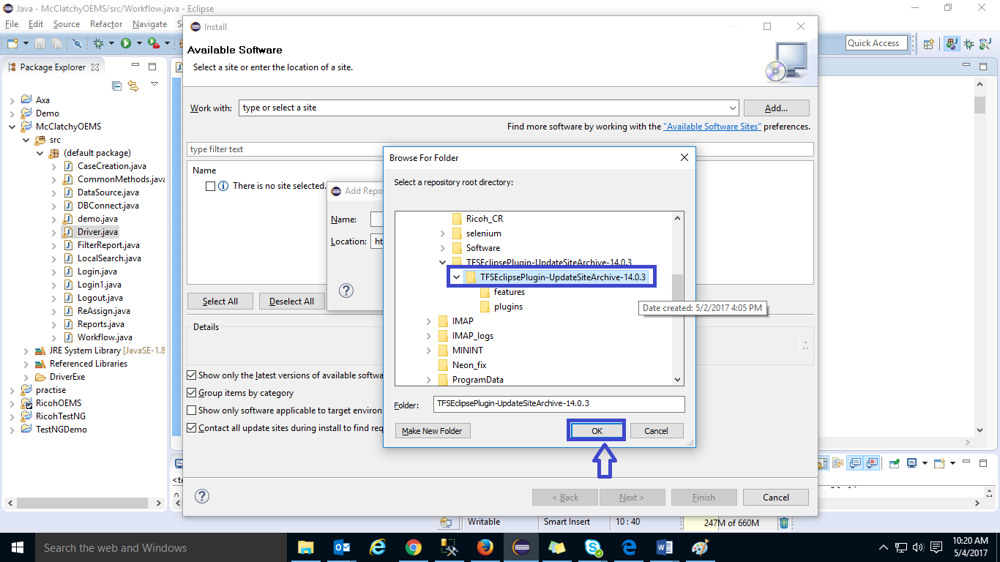 Java - McClatchyOEMS/src/Workflow.java - Eclipse
File Edit Source Refactor Navigate
Quick Access
Package Explorer
Axa
Demo
McClatchyOEMS
src
(default package)
CaseCreation.java
CommonMethods.java
DataSource.java
DBConnect.java
demo.java
Driver.java
FilterReport.java
LocalSearch.java
Login.java
Login1.java
Logout.java
ReAssign.java
Reports.java
Workflow.java
JRE System Library [JavaSE-1.8
Referenced Libraries
DriverExe
practise
RicohOEMS
RicohTestNG
TestNGDemo
Install
Available Software
Select a site or enter the location of a site.
Work with: type or select a site Add...
Find more software by working with the "Available Software Sites" preferences.
type filter text
Name
There is no site selected.
Select All Deselect All
Details
Show only the latest versions of available softwa
Group items by category
Show only software applicable to target environ
Contact all update sites during install to find req
< Back Next > Finish Cancel
Add Repo
Name:
Location: ht
Browse For Folder
Select a repository root directory:
Ricoh_CR
selenium
Software
TFSEclipsePlugin-UpdateSiteArchive-14.0.3
TFSEclipsePlugin-UpdateSiteArchive-14.0.3
features
plugins
Date created: 5/2/2017 4:05 PM
IMAP
IMAP_logs
MININT
Neon_fix
ProgramData
Folder: TFSEclipsePlugin-UpdateSiteArchive-14.0.3
Make New Folder OK Cancel
<te
Writable Smart Insert 10 : 40 247M of 660M
Search the web and Windows
10:20 AM
5/4/2017